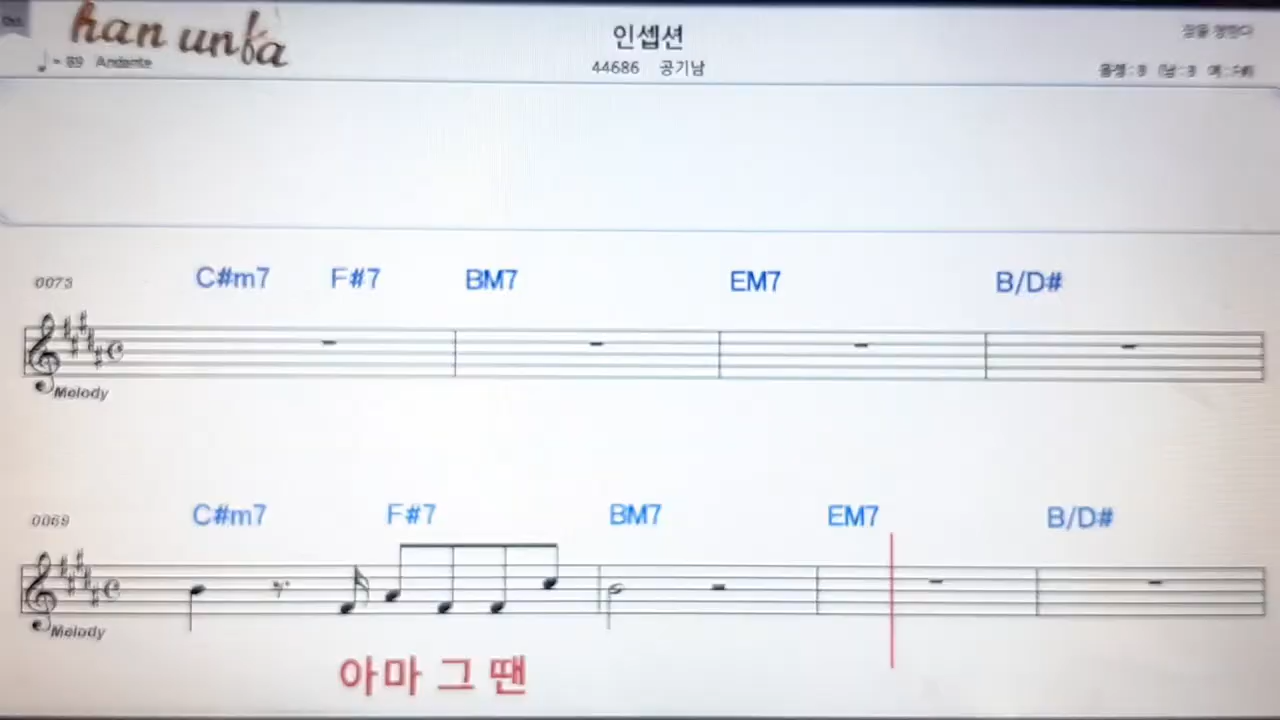 han unba
인셉션
♩= 89 Andante
44686 공기남
0073
C#m7 F#7 BM7 EM7 B/D#
Melody
0069
C#m7 F#7 BM7 EM7 B/D#
Melody
아마 그 땐